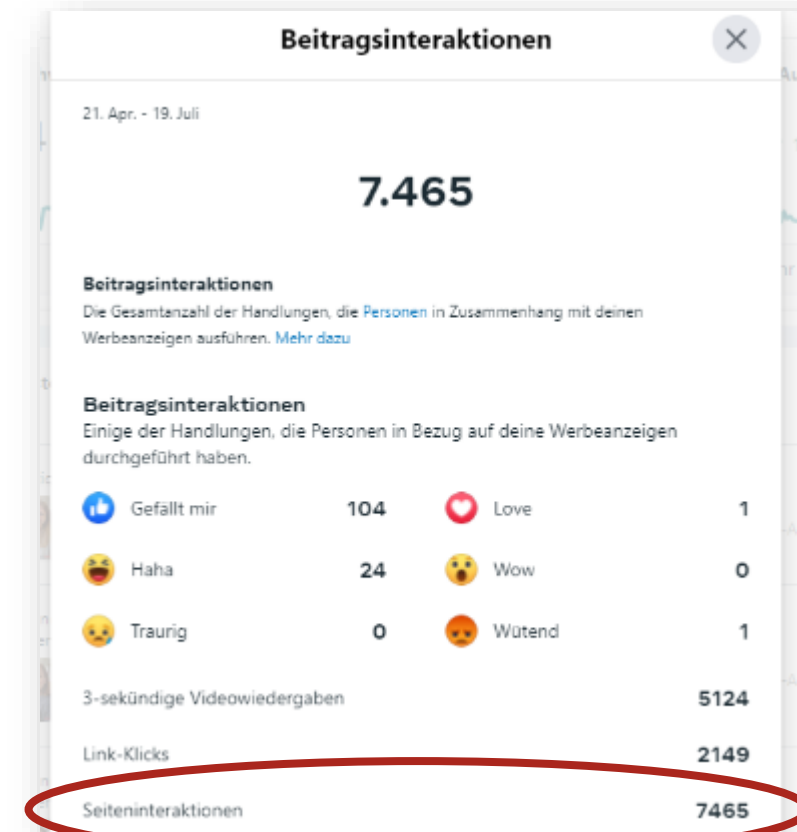 Beitragsinteraktionen
21. Apr. - 19. Juli
7.465
Beitragsinteraktionen
Die Gesamtanzahl der Handlungen, die Personen in Zusammenhang mit deinen
Werbeanzeigen ausführen. Mehr dazu
Beitragsinteraktionen
Einige der Handlungen, die Personen in Bezug auf deine Werbeanzeigen
durchgeführt haben.
Gefällt mir 104 Love 1
Haha 24 Wow 0
Traurig 0 Wütend 1
3-sekündige Videowiedergaben 5124
Link-Klicks 2149
Seiteninteraktionen 7465